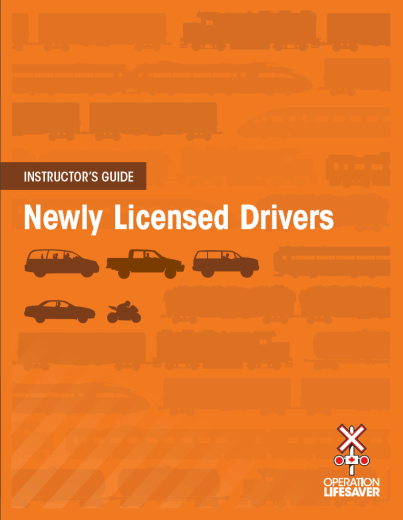 INSTRUCTOR'S GUIDE
Newly Licensed Drivers
OPERATION
LIFESAVER